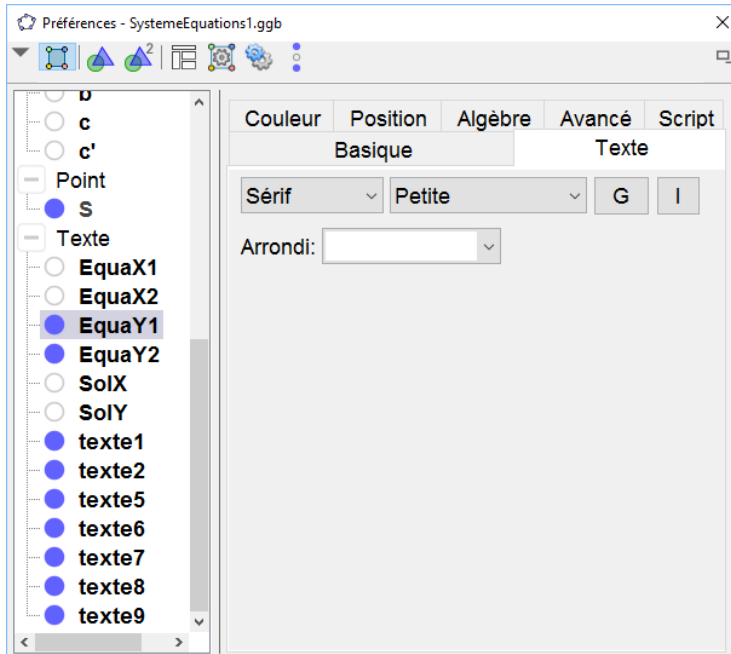 Préférences - SystemeEquations1.ggb
2
b
c
c'
Point
S
Texte
EquaX1
EquaX2
EquaY1
EquaY2
SolX
SolY
texte1
texte2
texte5
texte6
texte7
texte8
texte9
Couleur Position Algèbre Avancé Script
Basique Texte
Sérif Petite G I
Arrondi: